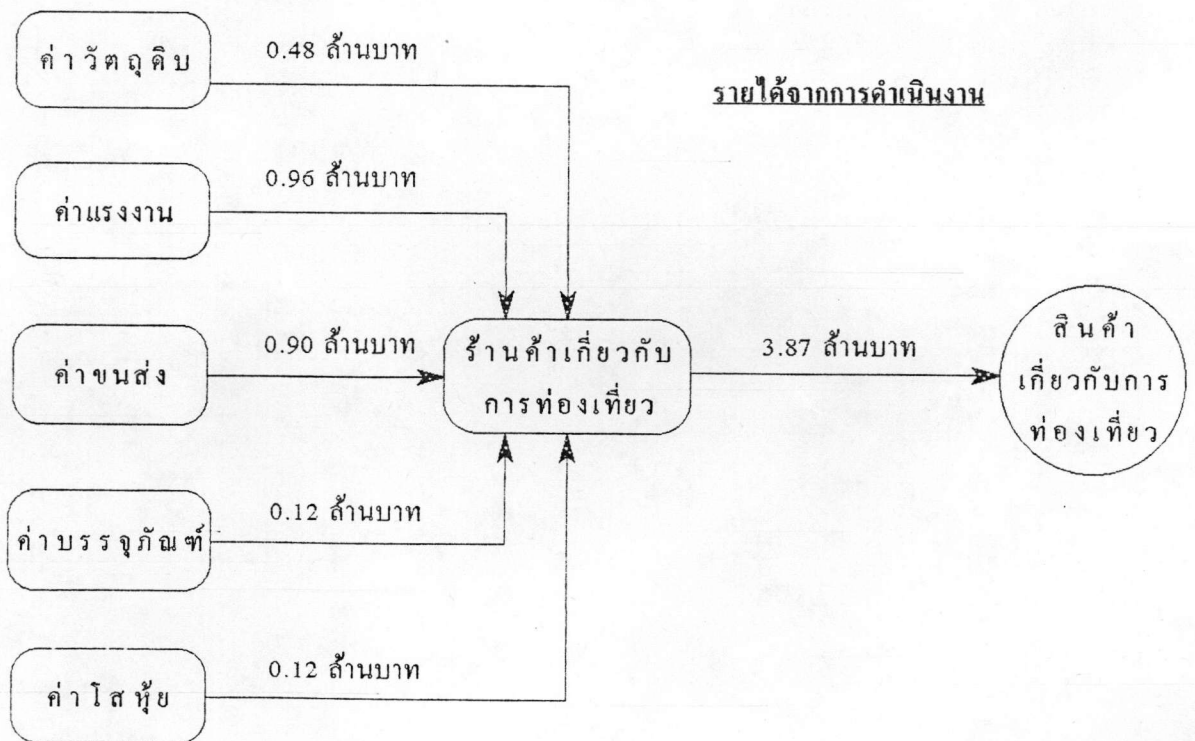 ค่าวัตถุดิบ
0.48 ล้านบาท
รายได้จากการดำเนินงาน
0.96 ล้านบาท
ค่าแรงงาน
0.90 ล้านบาท
ค่าขนส่ง
ร้านค้าเกี่ยวกับ
การท่องเที่ยว
3.87 ล้านบาท
สินค้า
เกี่ยวกับการ
ท่องเที่ยว
0.12 ล้านบาท
ค่าบรรจุภัณฑ์
0.12 ล้านบาท
ค่าโสหุ้ย